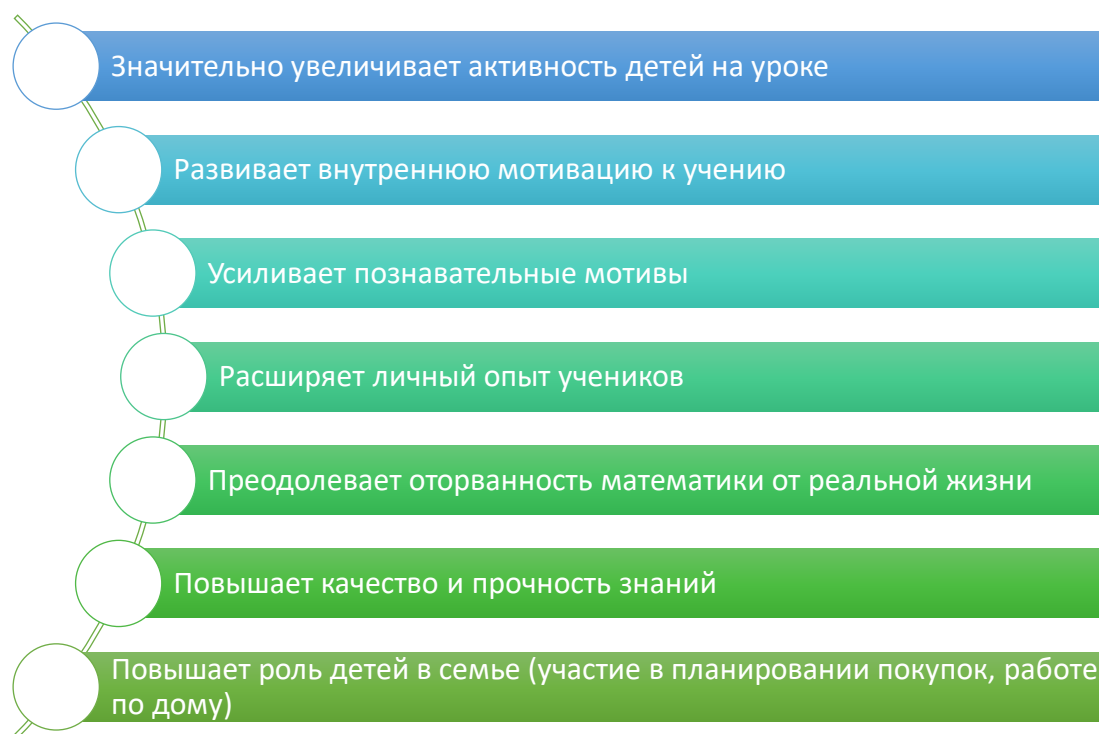 Значительно увеличивает активность детей на уроке
Развивает внутреннюю мотивацию к учению
Усиливает познавательные мотивы
Расширяет личный опыт учеников
Преодолевает оторванность математики от реальной жизни
Повышает качество и прочность знаний
Повышает роль детей в семье (участие в планировании покупок, работе
по дому)